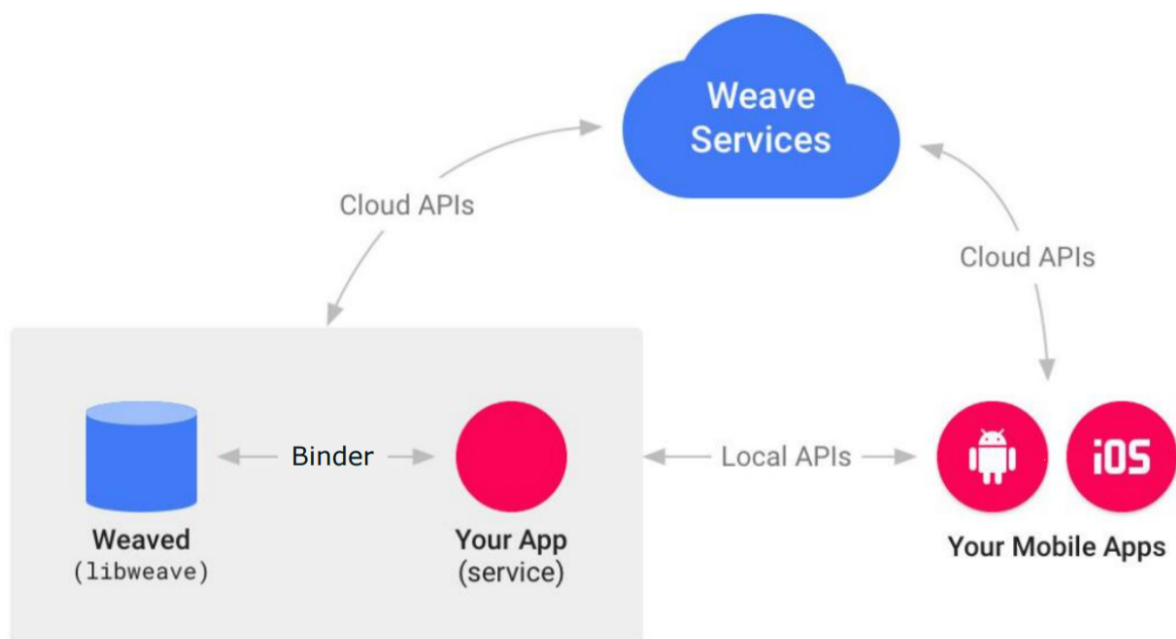 Weave
Services
Cloud APIs
Cloud APIs
Binder
Local APIs
iOS
Weaved
(libweave)
Your App
(service)
Your Mobile Apps